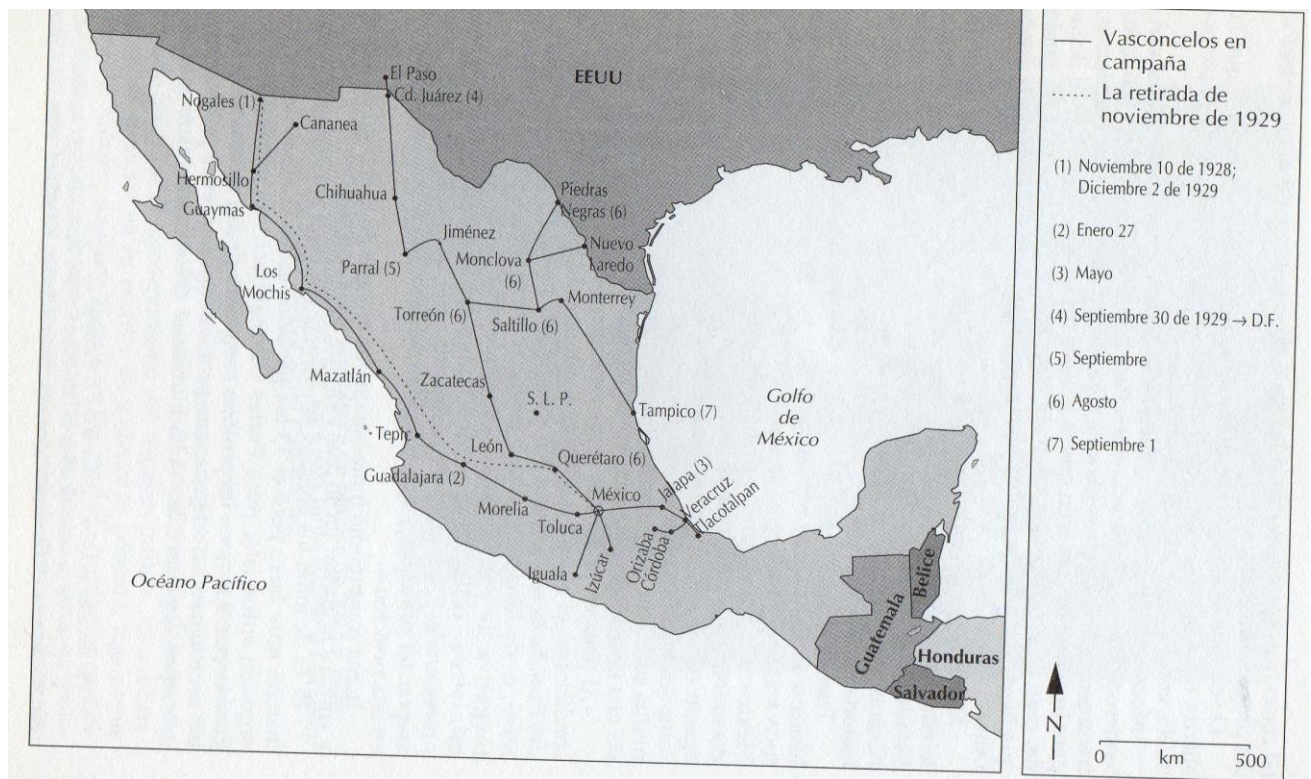 EEUU
El Paso
Cd. Juárez (4)
Nogales (1)
Cananea
Hermosillo
Guaymas
Chihuahua
Piedras
Negras (6)
Jiménez
Parral (5)
Monclova
(6)
Nuevo
Laredo
Los
Mochis
Torreón (6)
Saltillo (6)
Monterrey
Mazatlán
Zacatecas
S. L. P.
Tampico (7)
Golfo
de
México
Tepic
León
Querétaro (6)
Guadalajara (2)
México
Jalapa (3)
Veracruz
Tlacotalpan
Morelia
Toluca
Orizaba
Córdoba
Iguala
Izúcar
Océano Pacífico
Belice
Guatemala
Honduras
Salvador
Vasconcelos en
campaña
La retirada de
noviembre de 1929
(1) Noviembre 10 de 1928;
Diciembre 2 de 1929
(2) Enero 27
(3) Mayo
(4) Septiembre 30 de 1929 → D.F.
(5) Septiembre
(6) Agosto
(7) Septiembre 1
N
0 km 500